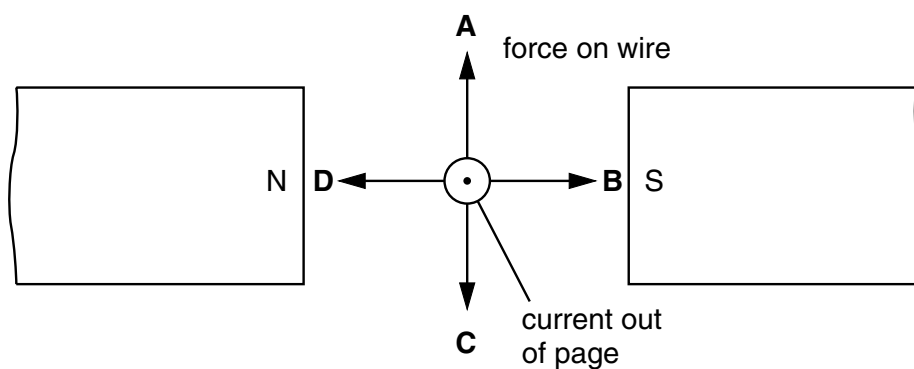 A
force on wire
N D B S
current out
of page
C